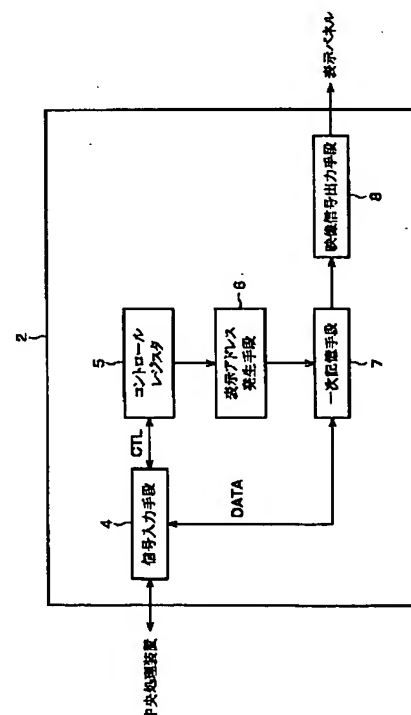 2
中央処理装置
4
信号入力手段
CTL
DATA
5
コントロール
レジスタ
6
表示アドレス
発生手段
一次記憶手段
7
映像信号出力手段
8
表示パネル